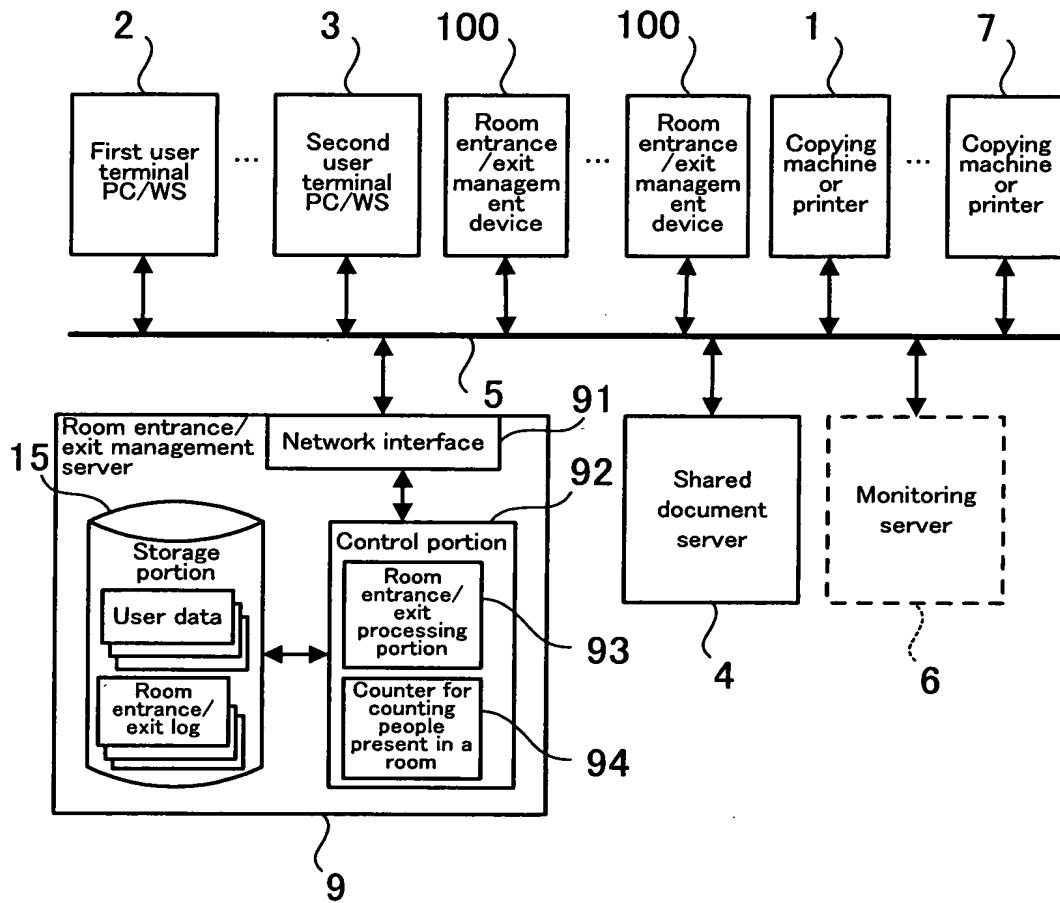 2
3
100
100
1
7
First user
terminal
PC/WS
...
Second
user
terminal
PC/WS
Room
entrance
/exit
managem
ent
device
...
Room
entrance
/exit
managem
ent
device
Copying
machine
or
printer
...
Copying
machine
or
printer
5
Room entrance/
exit management
server
Network interface
91
15
92
Storage
portion
User data
Room
entrance/
exit log
Control portion
Room
entrance/
exit
processing
portion
93
Counter for
counting
people
present in a
room
94
9
Shared
document
server
4
Monitoring
server
6